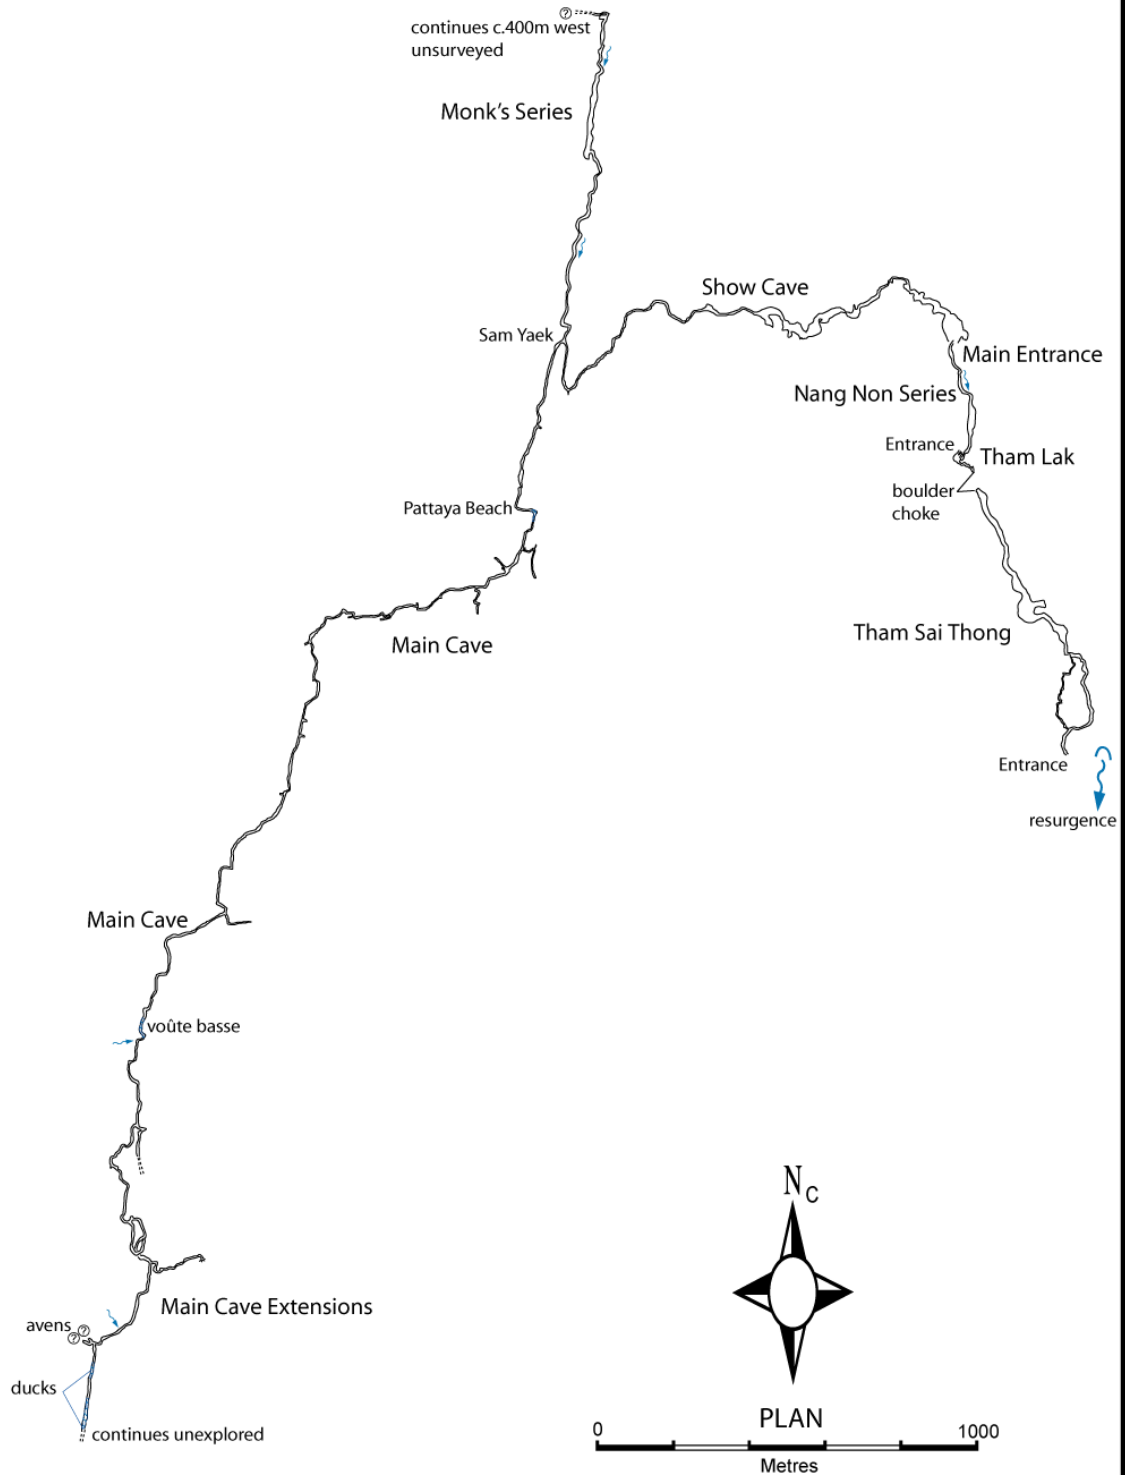 ?
continues c.400m west
unsurveyed
Monk's Series
Show Cave
Sam Yaek
Main Entrance
Nang Non Series
Entrance
Tham Lak
boulder
choke
Pattaya Beach
Tham Sai Thong
Main Cave
Entrance
resurgence
Main Cave
voûte basse
N C
Main Cave Extensions
avens
? ?
ducks
continues unexplored
PLAN
0 1000
Metres